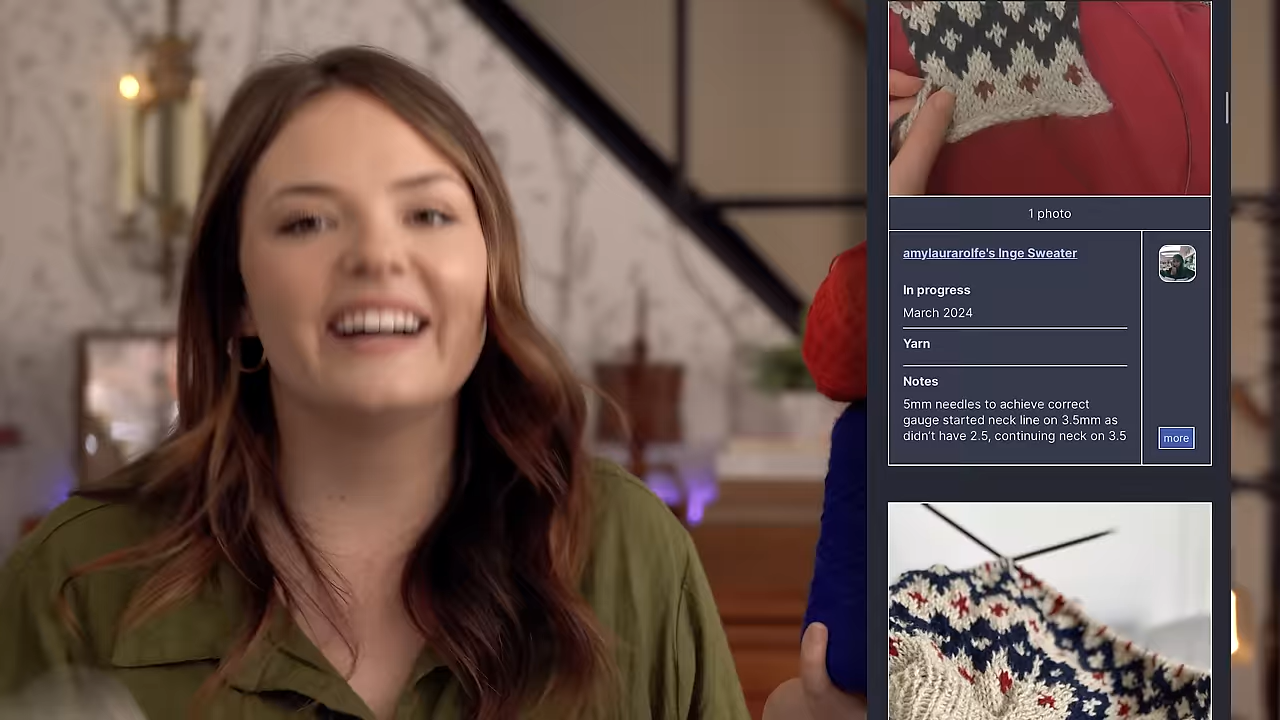 1 photo
amylaurarolfe's Inge Sweater
In progress
March 2024
Yarn
Notes
5mm needles to achieve correct
gauge started neck line on 3.5mm as
didn't have 2.5, continuing neck on 3.5
more